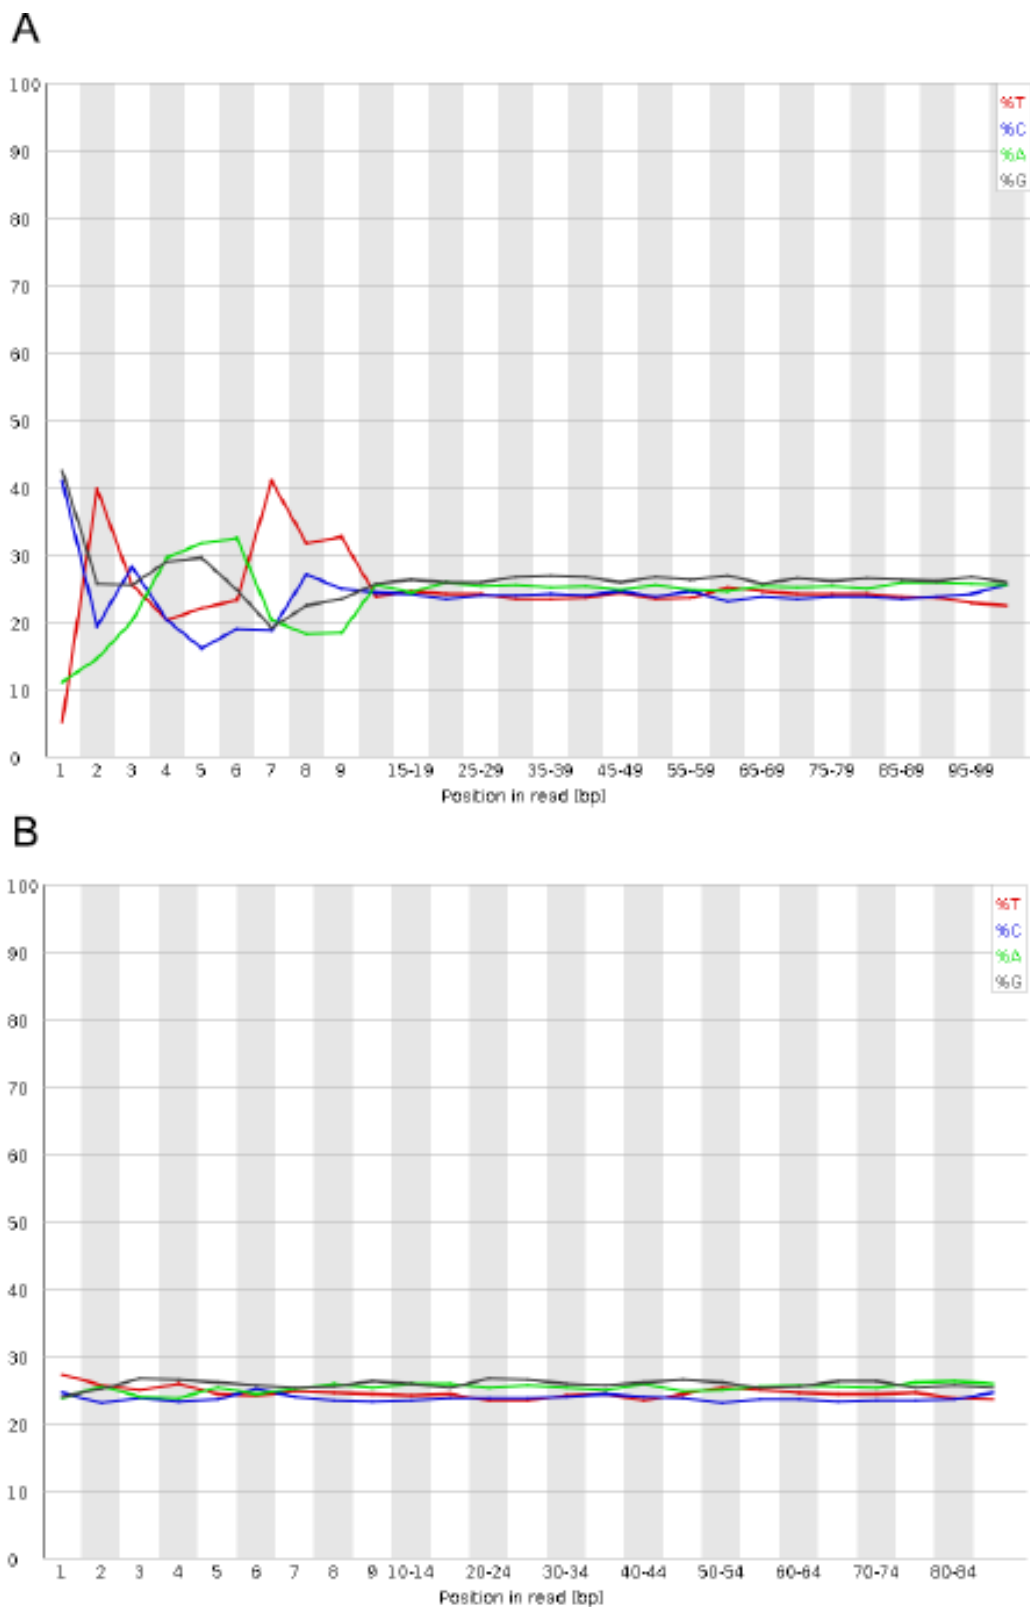 A
100
90
80
70
60
50
40
30
20
10
0
%T
%C
%A
%G
1 2 3 4 5 6 7 8 9 15-19 25-29 35-39 45-49 55-59 65-69 75-79 85-89 95-99
Position in read (bp)
B
100
90
80
70
60
50
40
30
20
10
0
%T
%C
%A
%G
1 2 3 4 5 6 7 8 9 10-14 20-24 30-34 40-44 50-54 60-64 70-74 80-84
Position in read (bp)